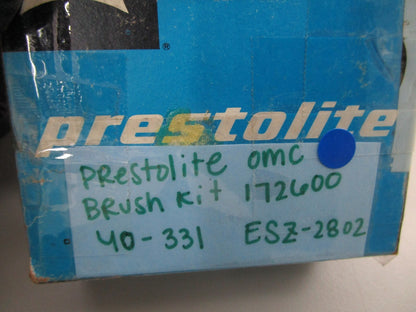 ®
prestolite
PRestolite OMC
BRush Kit 172600
40-331 ESZ-2802